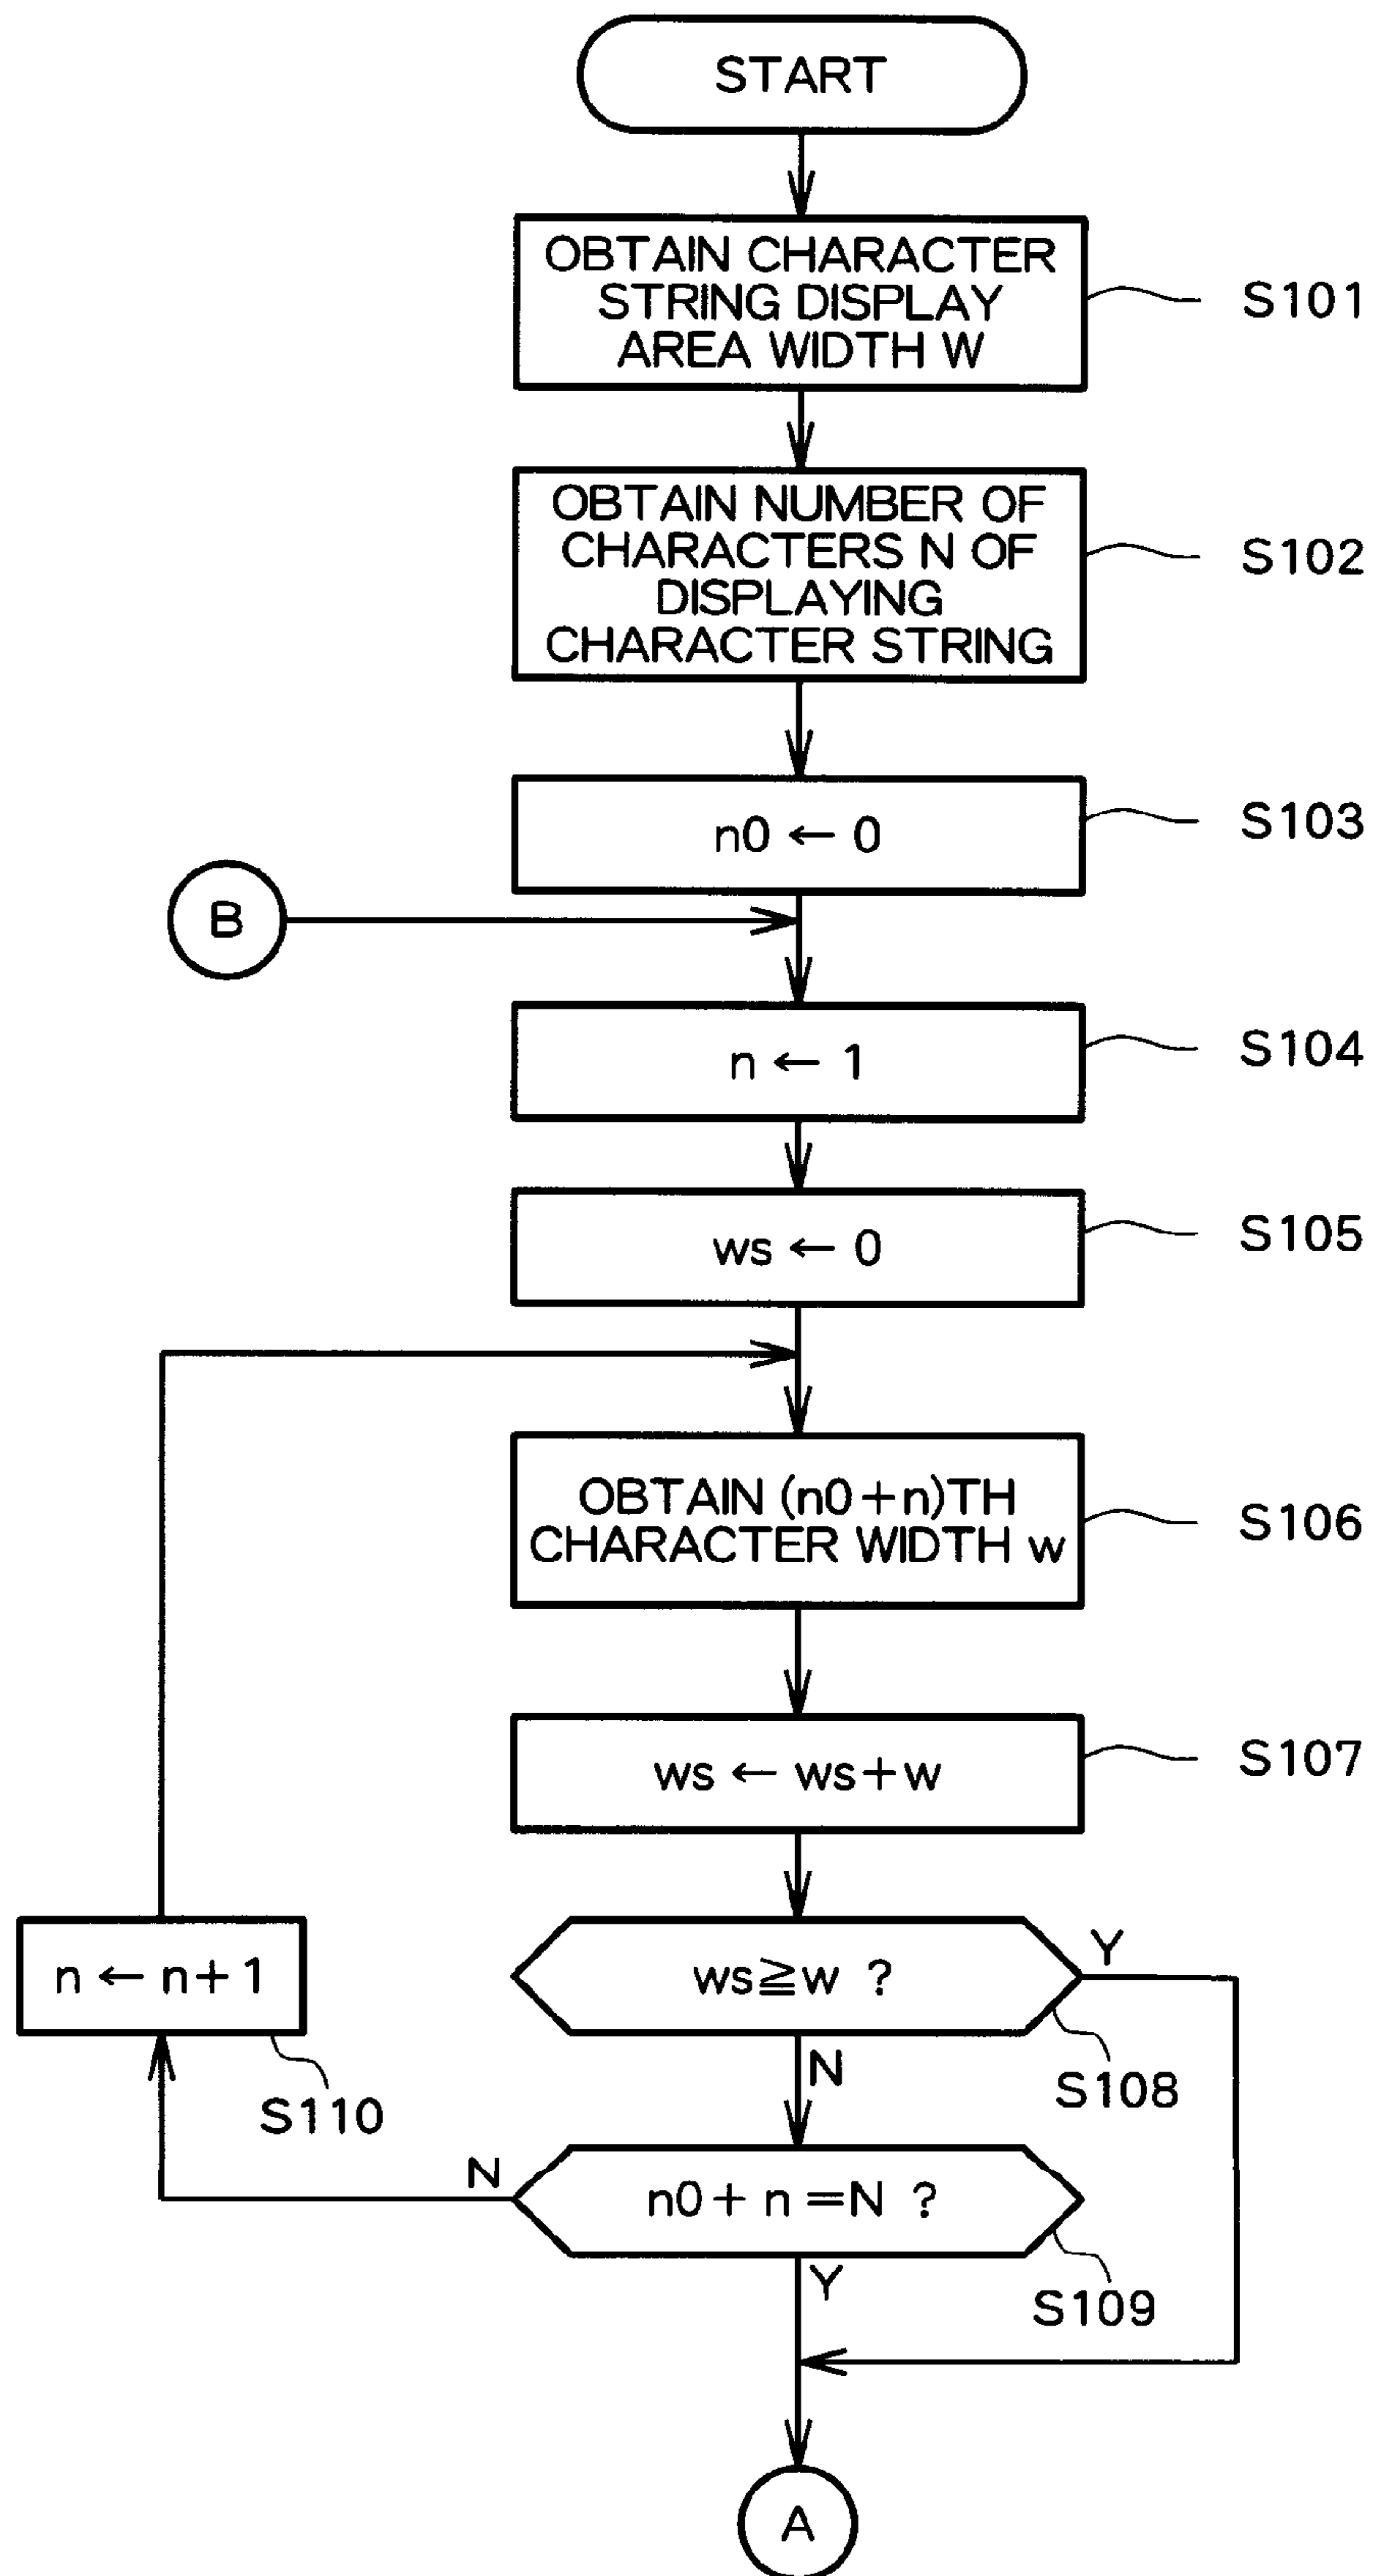 START
OBTAIN CHARACTER
STRING DISPLAY
AREA WIDTH W
S101
OBTAIN NUMBER OF
CHARACTERS N OF
DISPLAYING
CHARACTER STRING
S102
n0 ← 0
S103
B
n ← 1
S104
ws ← 0
S105
OBTAIN (n0+n)TH
CHARACTER WIDTH w
S106
ws ← ws+w
S107
ws≧w ?
Y
S108
N
n ← n+1
S110
n0+ n =N ?
N
S109
Y
A